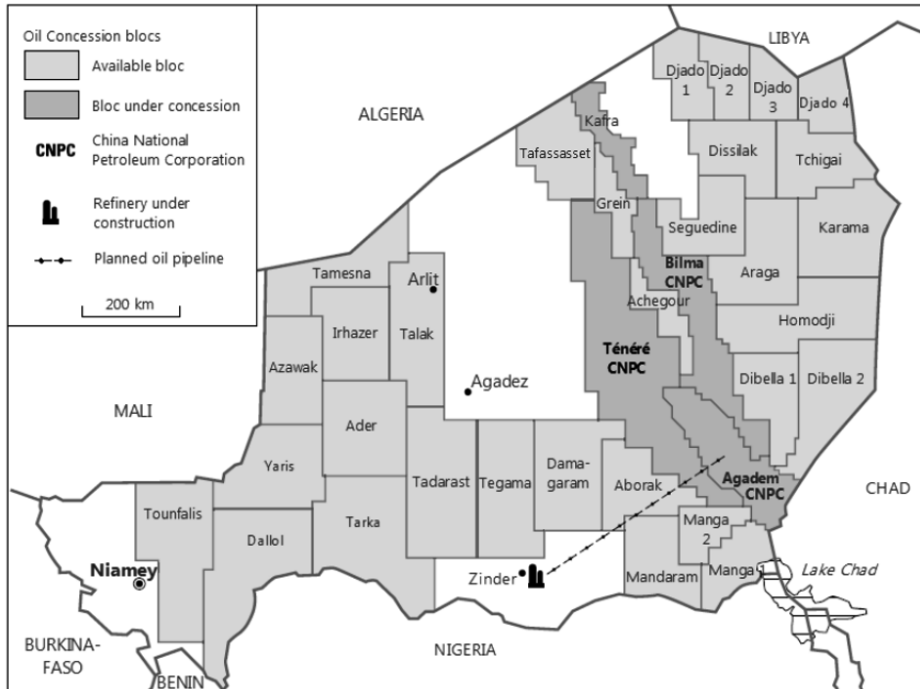 Oil Concession blocs
Available bloc
Bloc under concession
CNPC
China National
Petroleum Corporation
Refinery under
construction
Planned oil pipeline
200 km
ALGERIA
LIBYA
MALI
CHAD
NIGERIA
BURKINA-
FASO
BENIN
Djado
1
Djado
2
Djado
3
Djado 4
Kafra
Tafassasset
Dissilak
Tchigai
Grein
Seguedine
Karama
Bilma
CNPC
Araga
Tamesna
Arlit
Achegour
Irhazer
Talak
Homodji
Azawak
Ténéré
CNPC
Agadez
Dibella 1
Dibella 2
Ader
Yaris
Tadarast
Tegama
Dama-
garam
Aborak
Agadem
CNPC
Tounfalis
Tarka
Dallol
Manga
2
Niamey
Zinder
Mandaram
Manga
Lake Chad